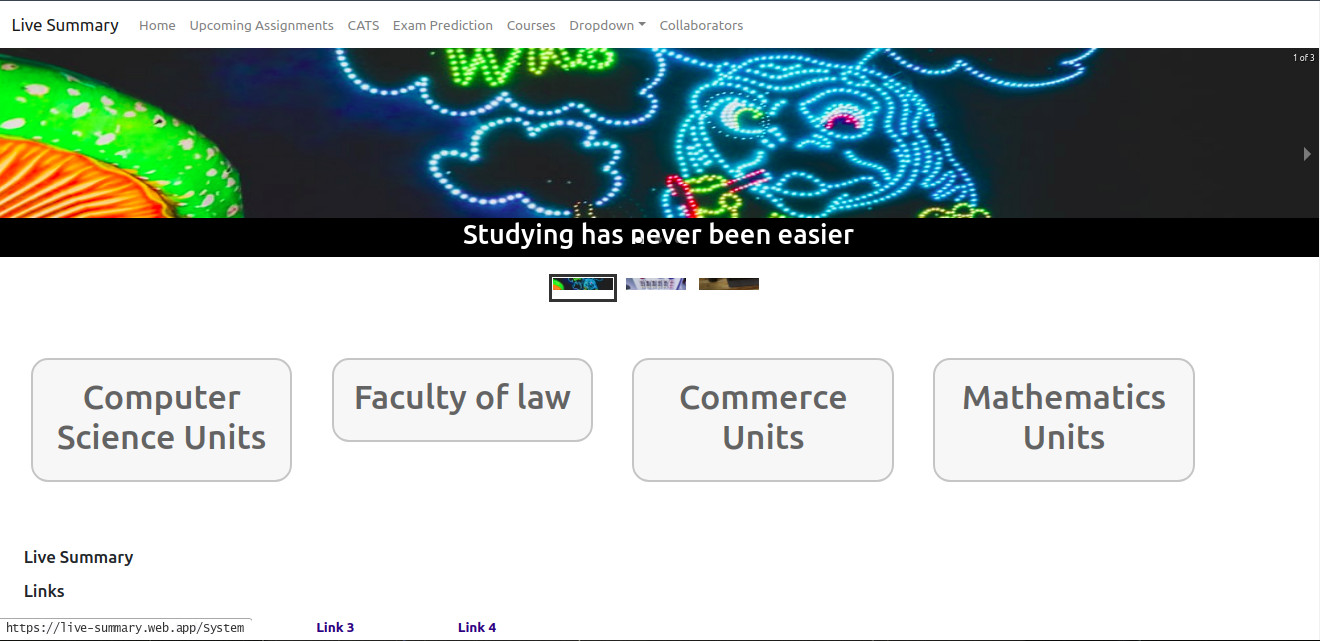 Live Summary Home Upcoming Assignments CATS Exam Prediction Courses Dropdown Collaborators
1 of 3
Studying has never been easier
Computer Science Units
Faculty of law
Commerce Units
Mathematics Units
Live Summary
Links
https://live-summary.web.app/System Link 3 Link 4